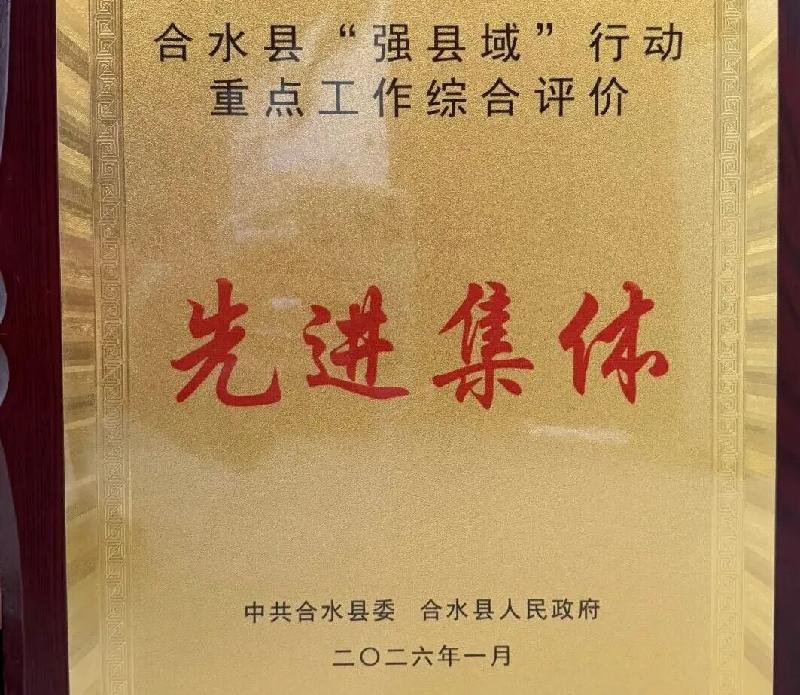 合水县“强县域”行动
重点工作综合评价
先进集体
中共合水县委 合水县人民政府
二〇二六年一月